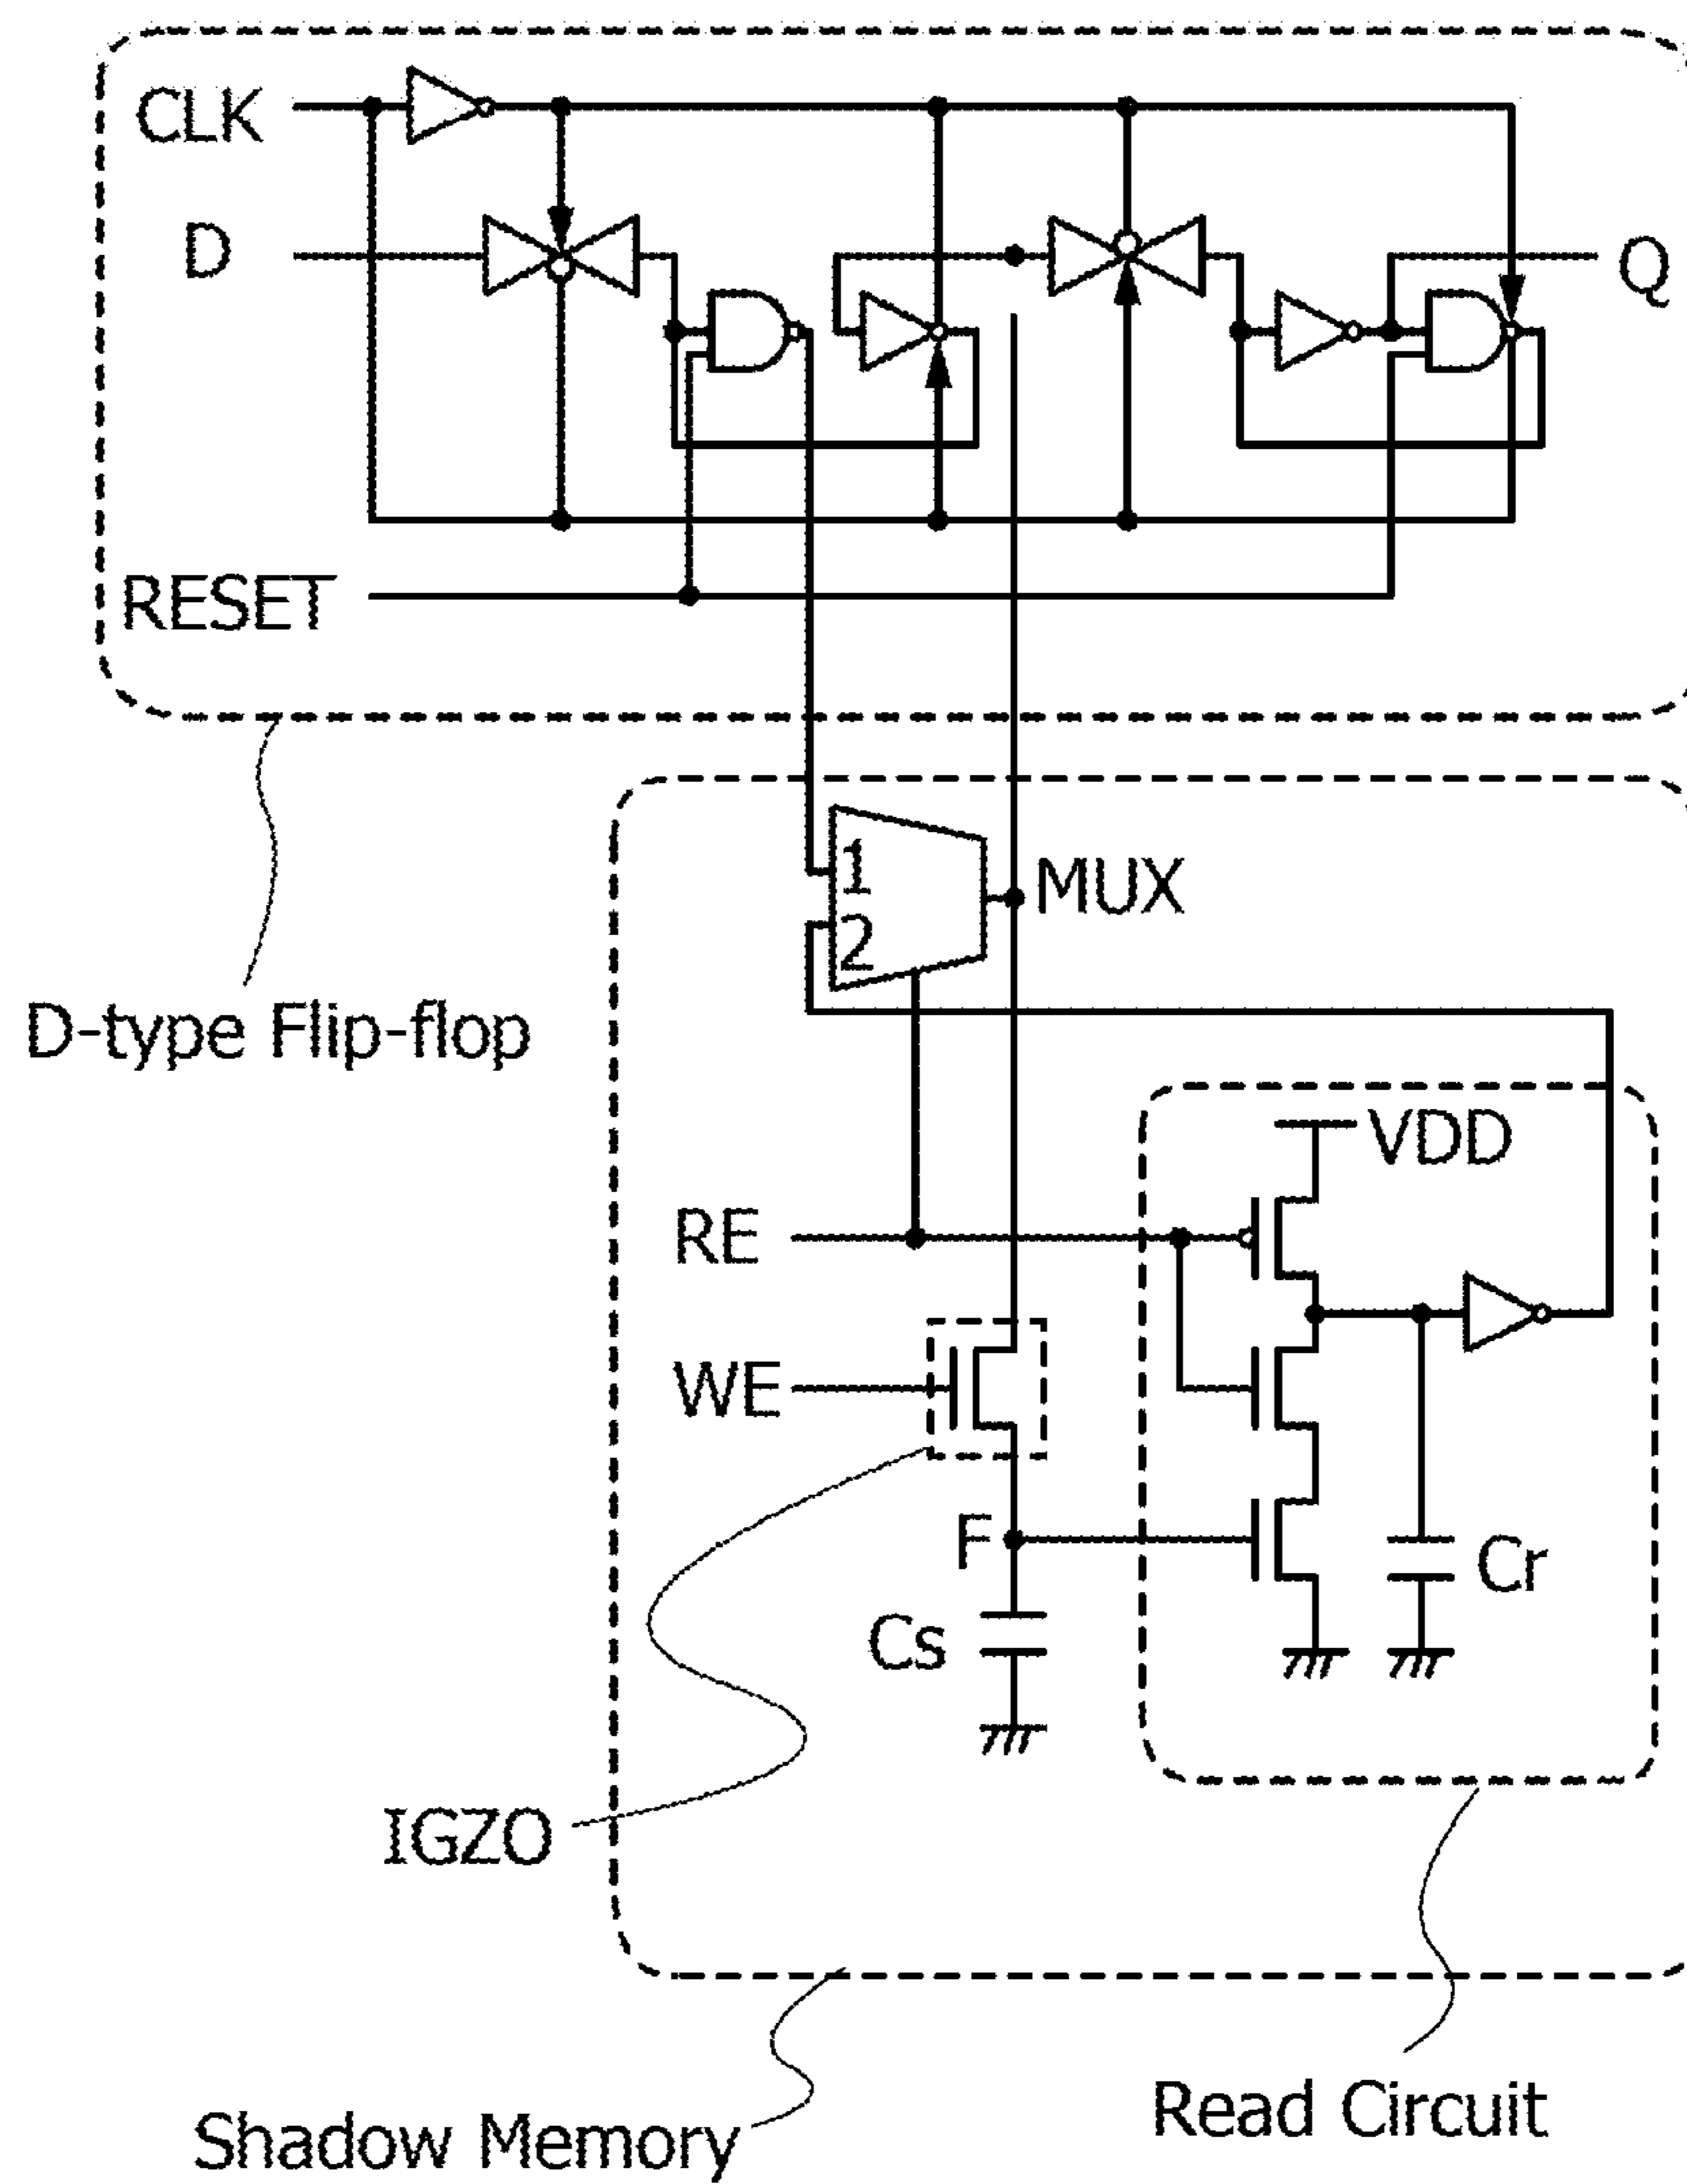 CLK
D
Q
RESET
1
MUX
2
D-type Flip-flop
VDD
RE
WE
F
Cr
Cs
IGZO
Read Circuit
Shadow Memory